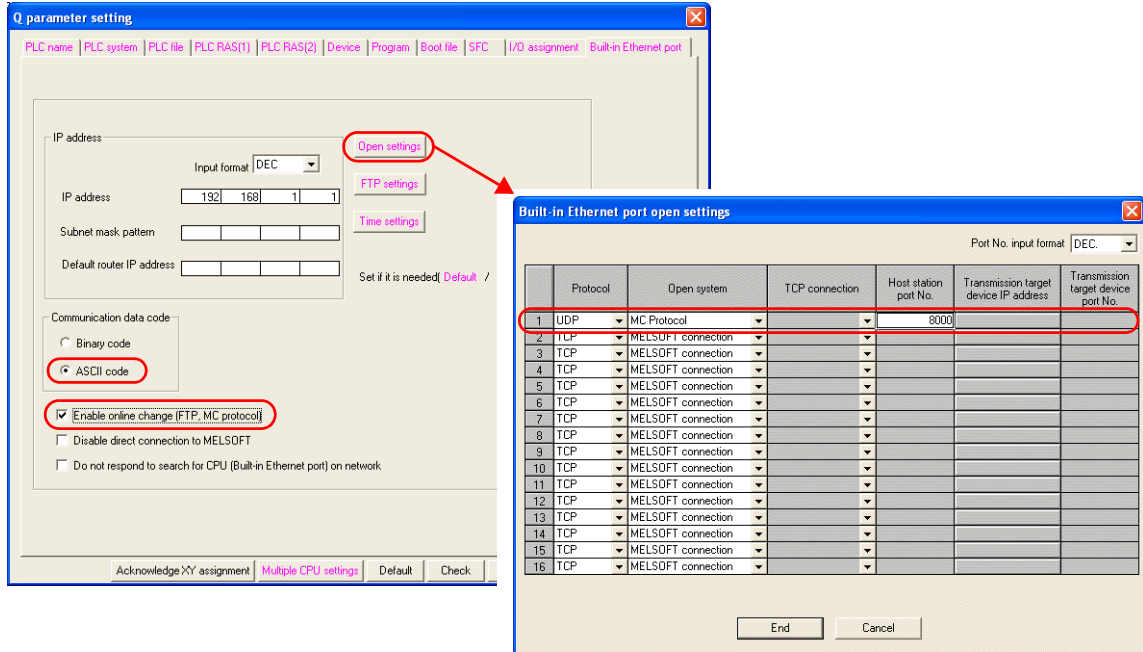 Q parameter setting
PLC name PLC system PLC file PLC RAS(1) PLC RAS(2) Device Program Boot file SFC I/O assignment Built-in Ethernet port
IP address
Input format DEC
IP address 192 168 1 1
Subnet mask pattern
Default router IP address
Open settings
FTP settings
Time settings
Set if it is needed( Default /
Communication data code
Binary code
ASCII code
Enable online change (FTP, MC protocol)
Disable direct connection to MELSOFT
Do not respond to search for CPU (Built-in Ethernet port) on network
Acknowledge XY assignment Multiple CPU settings Default Check
Built-in Ethernet port open settings
Port No. input format DEC.
Protocol Open system TCP connection Host station port No. Transmission target device IP address Transmission target device port No.
1 UDP MC Protocol 8000
2 TCP MELSOFT connection
3 TCP MELSOFT connection
4 TCP MELSOFT connection
5 TCP MELSOFT connection
6 TCP MELSOFT connection
7 TCP MELSOFT connection
8 TCP MELSOFT connection
9 TCP MELSOFT connection
10 TCP MELSOFT connection
11 TCP MELSOFT connection
12 TCP MELSOFT connection
13 TCP MELSOFT connection
14 TCP MELSOFT connection
15 TCP MELSOFT connection
16 TCP MELSOFT connection
End Cancel